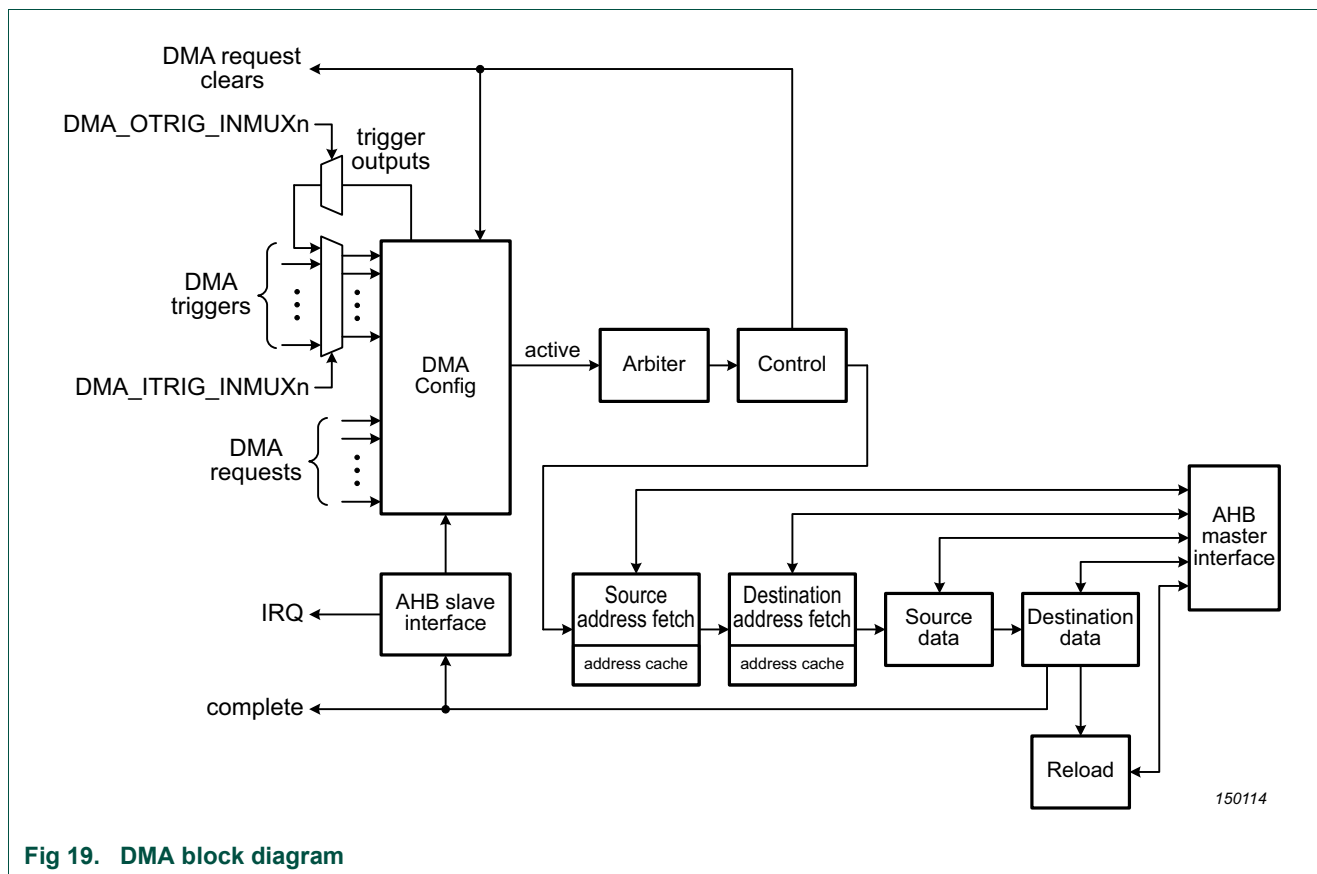 DMA request
clears
DMA_OTRIG_INMUXn
trigger
outputs
DMA
triggers
DMA_ITRIG_INMUXn
DMA
requests
DMA
Config
active
Arbiter
Control
AHB
master
interface
IRQ
AHB slave
interface
Source
address fetch
address cache
Destination
address fetch
address cache
Source
data
Destination
data
complete
Reload
150114
Fig 19. DMA block diagram